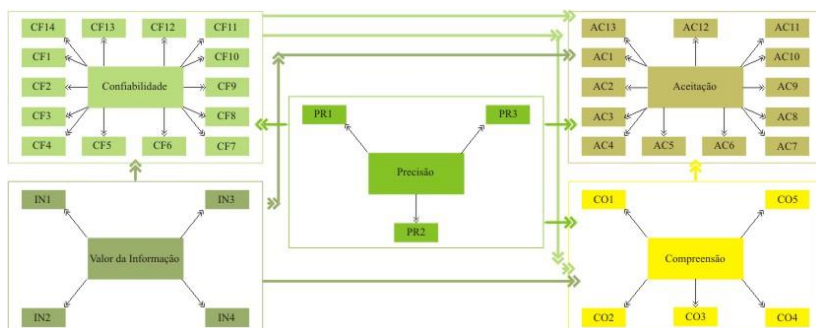 CF14 CF13 CF12 CF11
CF1 CF10
CF2 Confiabilidade CF9
CF3 CF8
CF4 CF5 CF6 CF7
AC13 AC12 AC11
AC1 AC10
AC2 Aceitação AC9
AC3 AC8
AC4 AC5 AC6 AC7
PR1 PR3
Precisão
PR2
IN1 IN3
Valor da Informação
IN2 IN4
CO1 CO5
Compreensão
CO2 CO3 CO4